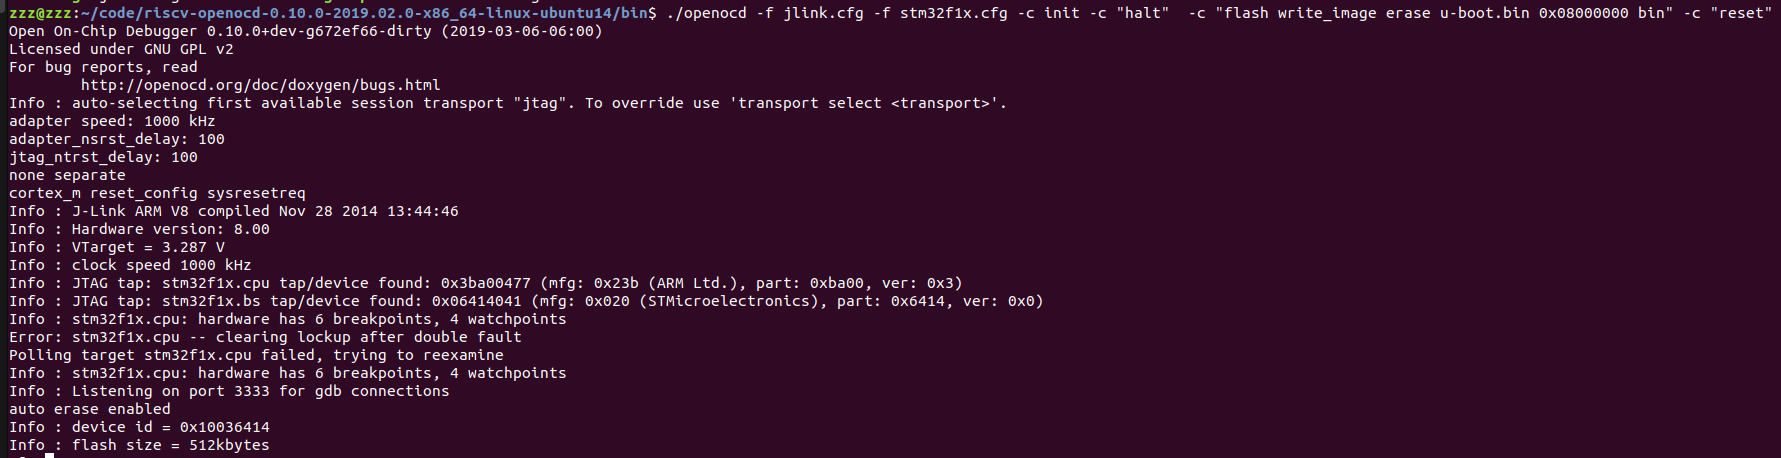 zzz@zzz:~/code/riscv-openocd-0.10.0-2019.02.0-x86_64-linux-ubuntu14/bin$ ./openocd -f jlink.cfg -f stm32f1x.cfg -c init -c "halt"  -c "flash write_image erase u-boot.bin 0x08000000 bin" -c "reset"
Open On-Chip Debugger 0.10.0+dev-g672ef66-dirty (2019-03-06-06:00)
Licensed under GNU GPL v2
For bug reports, read
        http://openocd.org/doc/doxygen/bugs.html
Info : auto-selecting first available session transport "jtag". To override use 'transport select <transport>'.
adapter speed: 1000 kHz
adapter_nsrst_delay: 100
jtag_ntrst_delay: 100
none separate
cortex_m reset_config sysresetreq
Info : J-Link ARM V8 compiled Nov 28 2014 13:44:46
Info : Hardware version: 8.00
Info : VTarget = 3.287 V
Info : clock speed 1000 kHz
Info : JTAG tap: stm32f1x.cpu tap/device found: 0x3ba00477 (mfg: 0x23b (ARM Ltd.), part: 0xba00, ver: 0x3)
Info : JTAG tap: stm32f1x.bs tap/device found: 0x06414041 (mfg: 0x020 (STMicroelectronics), part: 0x6414, ver: 0x0)
Info : stm32f1x.cpu: hardware has 6 breakpoints, 4 watchpoints
Error: stm32f1x.cpu -- clearing lockup after double fault
Polling target stm32f1x.cpu failed, trying to reexamine
Info : stm32f1x.cpu: hardware has 6 breakpoints, 4 watchpoints
Info : Listening on port 3333 for gdb connections
auto erase enabled
Info : device id = 0x10036414
Info : flash size = 512kbytes